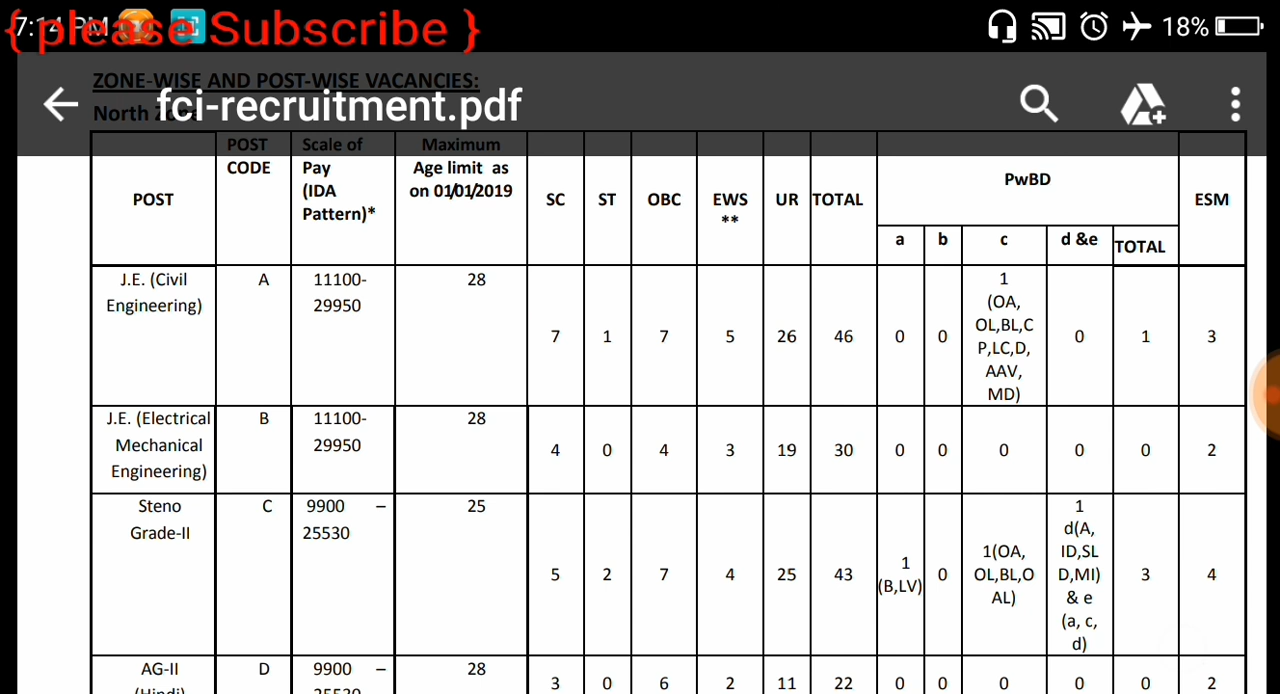 7:14 PM
{ please Subscribe }
18%
ZONE-WISE AND POST-WISE VACANCIES:
fci-recruitment.pdf
North Zone
POST
POST CODE
Scale of Pay (IDA Pattern)*
Maximum Age limit as on 01/01/2019
SC
ST
OBC
EWS **
UR
TOTAL
PwBD
ESM
a
b
c
d &e
TOTAL
J.E. (Civil Engineering)
A
11100-29950
28
7
1
7
5
26
46
0
0
1 (OA, OL,BL,CP,LC,D, AAV, MD)
0
1
3
J.E. (Electrical Mechanical Engineering)
B
11100-29950
28
4
0
4
3
19
30
0
0
0
0
0
2
Steno Grade-II
C
9900 – 25530
25
5
2
7
4
25
43
1 (B,LV)
0
1(OA, OL,BL,OAL)
1 d(A, ID,SLD,MI) & e (a, c, d)
3
4
AG-II (Hindi)
D
9900 – 25530
28
3
0
6
2
11
22
0
0
0
0
0
2